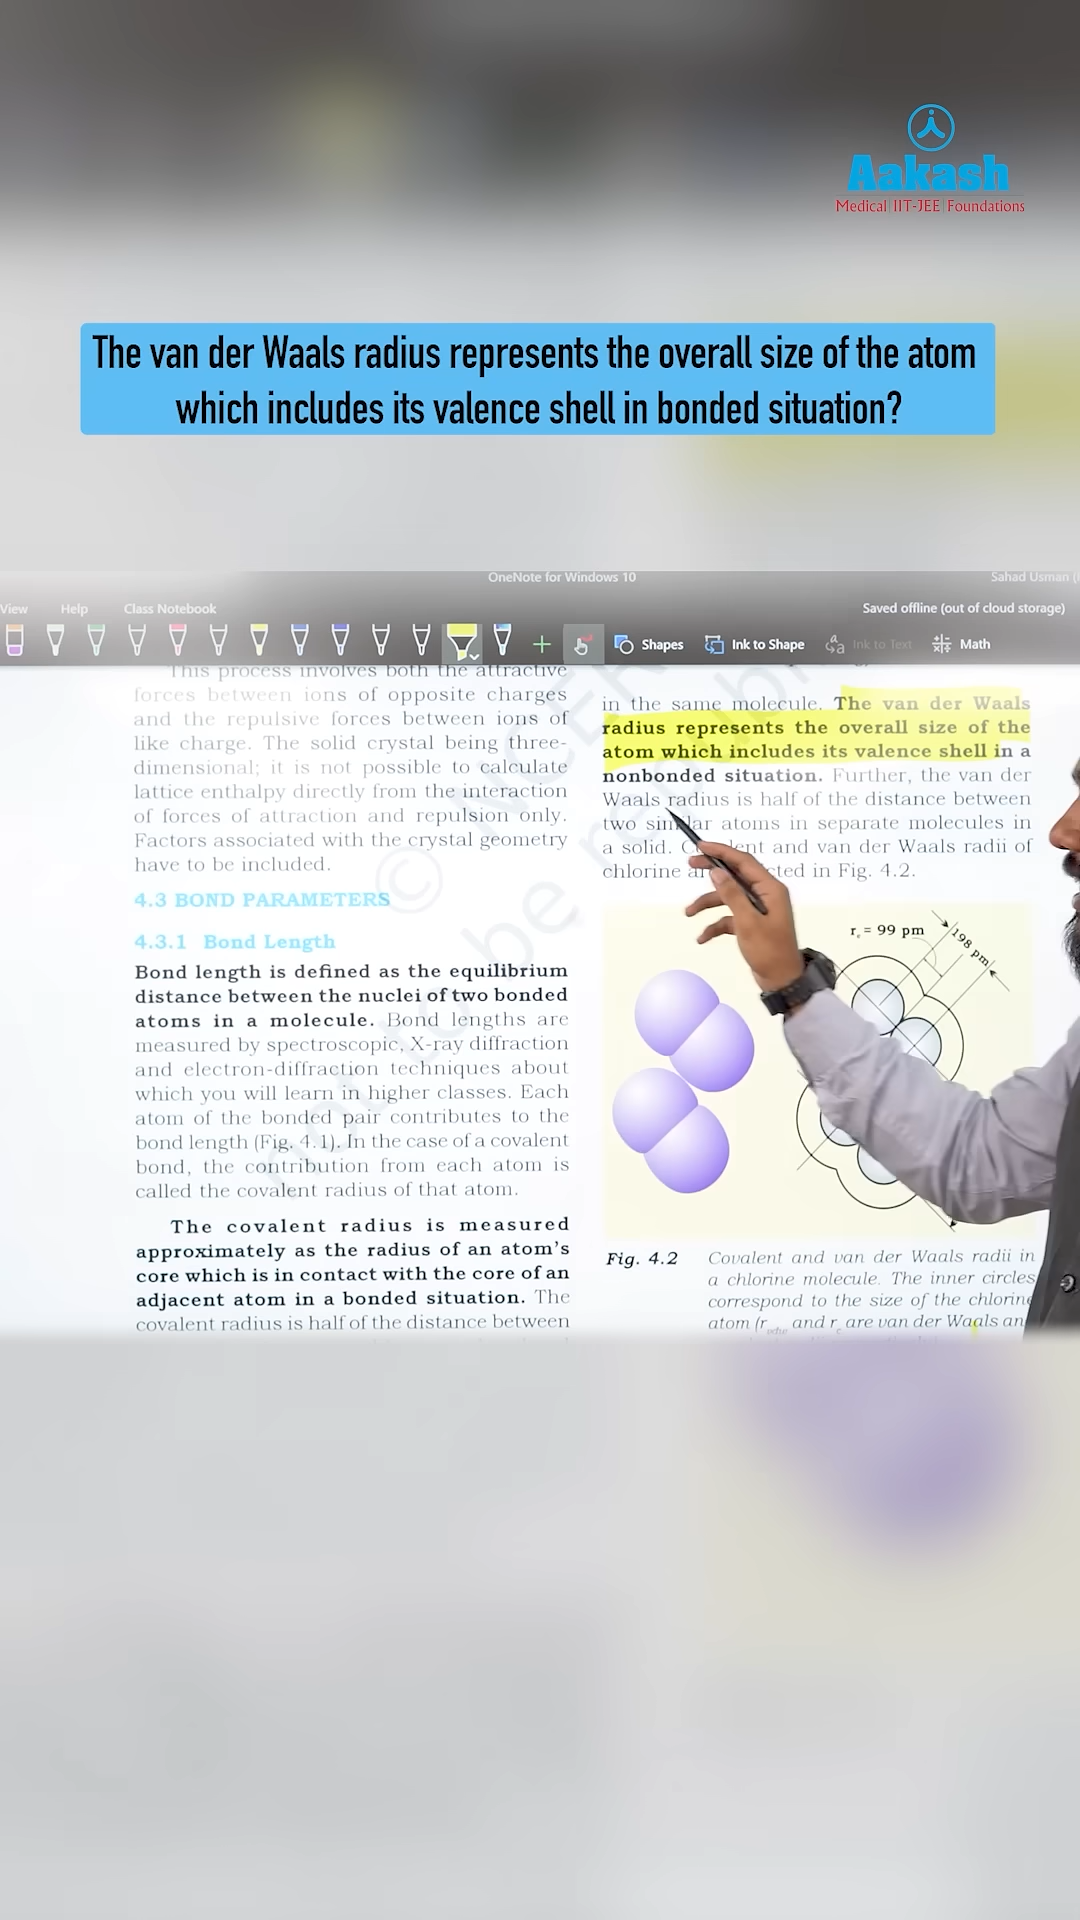 Aakash
Medical | IIT-JEE | Foundations
The van der Waals radius represents the overall size of the atom
which includes its valence shell in bonded situation?
OneNote for Windows 10
Sahad Usman
View Help Class Notebook
Saved offline (out of cloud storage)
Shapes Ink to Shape Ink to Text Math
This process involves both the attractive
forces between ions of opposite charges
and the repulsive forces between ions of
like charge. The solid crystal being three-
dimensional; it is not possible to calculate
lattice enthalpy directly from the interaction
of forces of attraction and repulsion only.
Factors associated with the crystal geometry
have to be included.
4.3 BOND PARAMETERS
4.3.1 Bond Length
Bond length is defined as the equilibrium
distance between the nuclei of two bonded
atoms in a molecule. Bond lengths are
measured by spectroscopic, X-ray diffraction
and electron-diffraction techniques about
which you will learn in higher classes. Each
atom of the bonded pair contributes to the
bond length (Fig. 4.1). In the case of a covalent
bond, the contribution from each atom is
called the covalent radius of that atom.
The covalent radius is measured
approximately as the radius of an atom's
core which is in contact with the core of an
adjacent atom in a bonded situation. The
covalent radius is half of the distance between
in the same molecule. The van der Waals
radius represents the overall size of the
atom which includes its valence shell in a
nonbonded situation. Further, the van der
Waals radius is half of the distance between
two similar atoms in separate molecules in
a solid. and van der Waals radii of
chlorine in Fig. 4.2.
r = 99 pm
198 pm
Fig. 4.2 Covalent and van der Waals radii in
a chlorine molecule. The inner circles
correspond to the size of the chlorine
atom (r and r are van der Waals
© NCERT
not to be republished